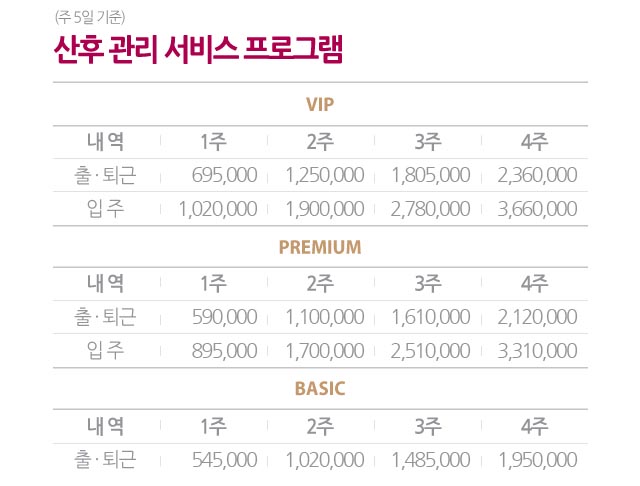 (주 5일 기준)
산후 관리 서비스 프로그램
VIP
내 역 1주 2주 3주 4주
출·퇴근 695,000 1,250,000 1,805,000 2,360,000
입 주 1,020,000 1,900,000 2,780,000 3,660,000
PREMIUM
내 역 1주 2주 3주 4주
출·퇴근 590,000 1,100,000 1,610,000 2,120,000
입 주 895,000 1,700,000 2,510,000 3,310,000
BASIC
내 역 1주 2주 3주 4주
출·퇴근 545,000 1,020,000 1,485,000 1,950,000